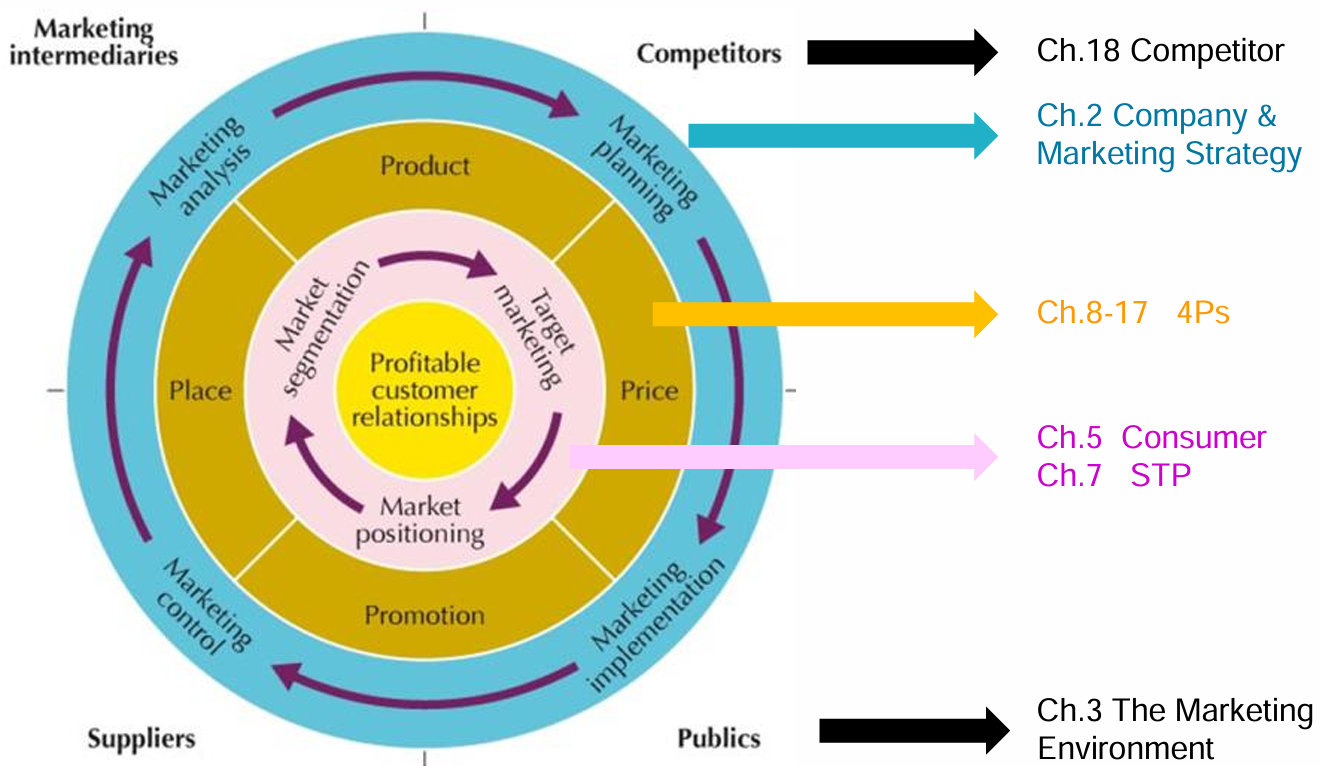 Marketing
intermediaries
Competitors
Ch.18 Competitor
Ch.2 Company &
Marketing Strategy
Marketing
analysis
Marketing
planning
Product
Market
segmentation
Target
marketing
Ch.8-17 4Ps
Place
Profitable
customer
relationships
Price
Ch.5 Consumer
Ch.7 STP
Market
positioning
Marketing
control
Promotion
Marketing
implementation
Suppliers
Publics
Ch.3 The Marketing
Environment